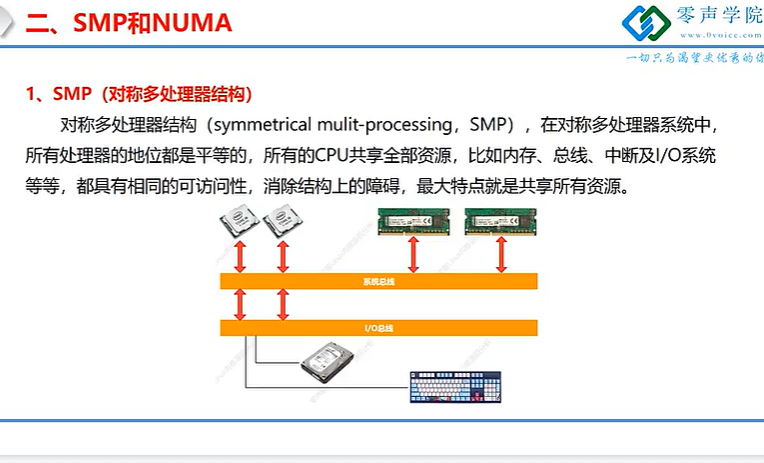 二、SMP和NUMA
零声学院
www.0voice.com
一切只为渴望更优秀的你
1、SMP（对称多处理器结构）
对称多处理器结构（symmetrical mulit-processing，SMP），在对称多处理器系统中，
所有处理器的地位都是平等的，所有的CPU共享全部资源，比如内存、总线、中断及I/O系统
等等，都具有相同的可访问性，消除结构上的障碍，最大特点就是共享所有资源。
系统总线
I/O总线